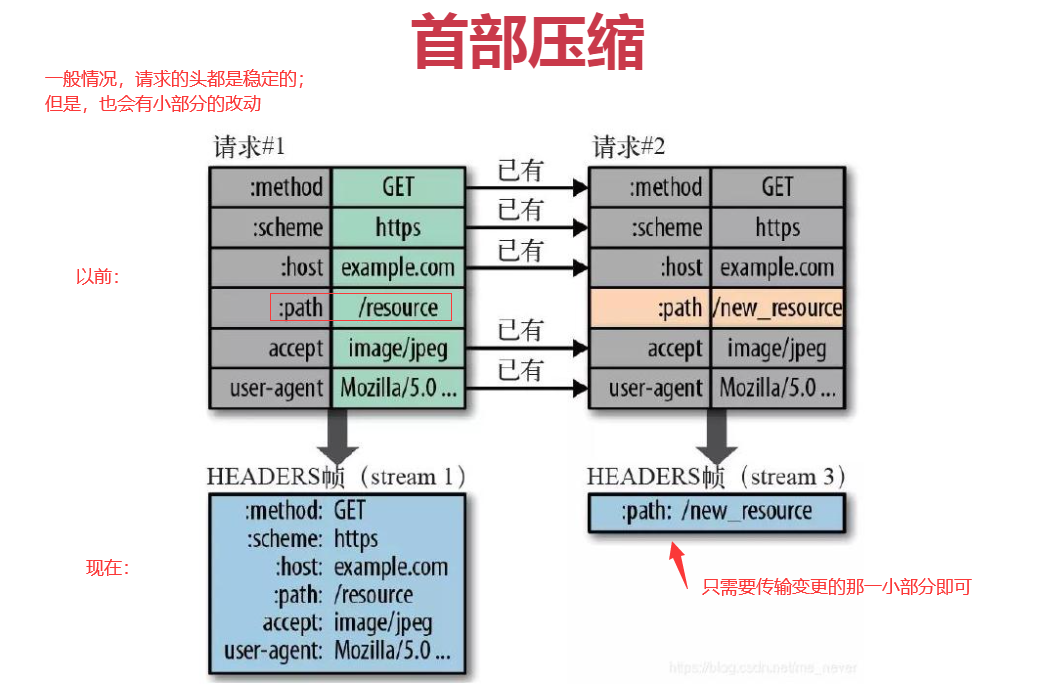 首部压缩
一般情况，请求的头都是稳定的；
但是，也会有小部分的改动
请求#1
请求#2
:method GET 已有 :method GET
:scheme https 已有 :scheme https
以前：
:host example.com 已有 :host example.com
:path /resource :path /new_resource
accept image/jpeg 已有 accept image/jpeg
user-agent Mozilla/5.0 ... 已有 user-agent Mozilla/5.0 ...
HEADERS帧（stream 1）
HEADERS帧（stream 3）
:method: GET
:scheme: https
:host: example.com
:path: /resource
accept: image/jpeg
user-agent: Mozilla/5.0 ...
:path: /new_resource
现在：
只需要传输变更的那一小部分即可
https://blog.csdn.net/me_never